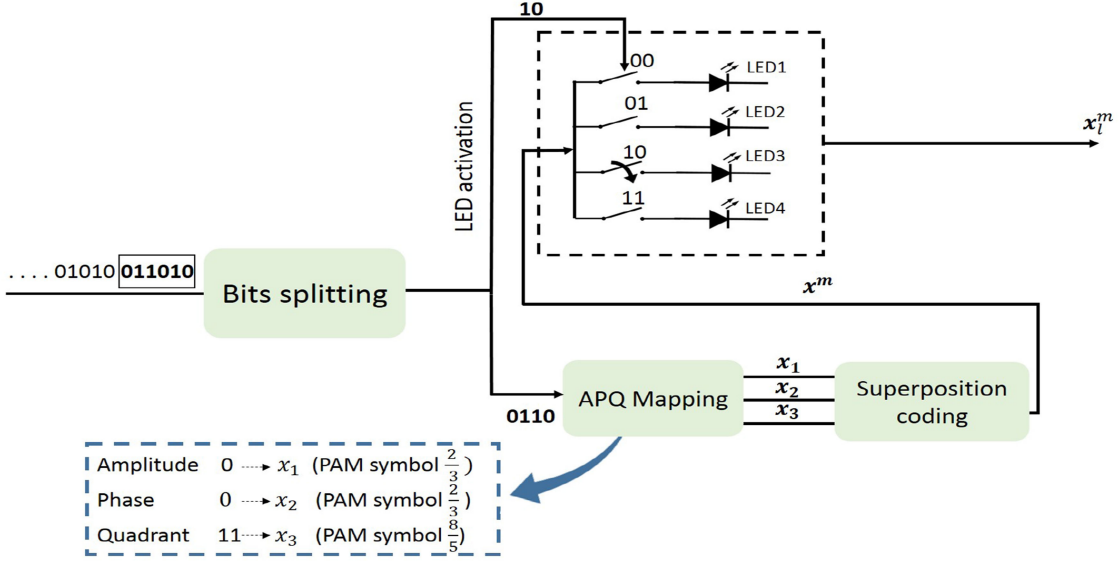 10
00
LED1
01
LED2
10
LED3
11
LED4
LED activation
x_l^m
. . . . 01010 011010
Bits splitting
x^m
0110
APQ Mapping
x_1
x_2
x_3
Superposition coding
Amplitude 0 ⇢ x_1 (PAM symbol 2/3)
Phase 0 ⇢ x_2 (PAM symbol 2/3)
Quadrant 11 ⇢ x_3 (PAM symbol 8/5)